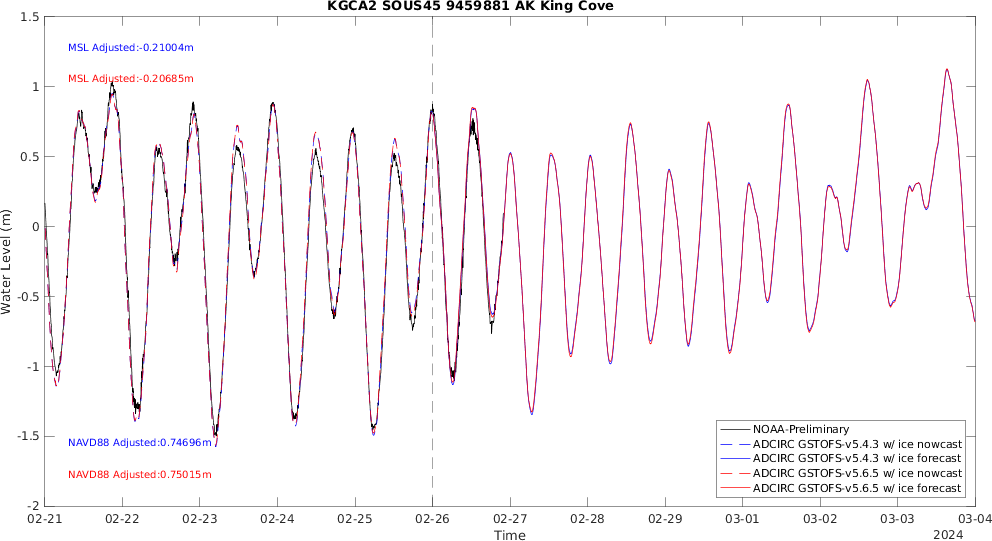 KGCA2 SOUS45 9459881 AK King Cove
1.5
1
0.5
0
-0.5
-1
-1.5
-2
Water Level (m)
MSL Adjusted:-0.21004m
MSL Adjusted:-0.20685m
NAVD88 Adjusted:0.74696m
NAVD88 Adjusted:0.75015m
NOAA-Preliminary
ADCIRC GSTOFS-v5.4.3 w/ ice nowcast
ADCIRC GSTOFS-v5.4.3 w/ ice forecast
ADCIRC GSTOFS-v5.6.5 w/ ice nowcast
ADCIRC GSTOFS-v5.6.5 w/ ice forecast
02-21 02-22 02-23 02-24 02-25 02-26 02-27 02-28 02-29 03-01 03-02 03-03 03-04
Time
2024